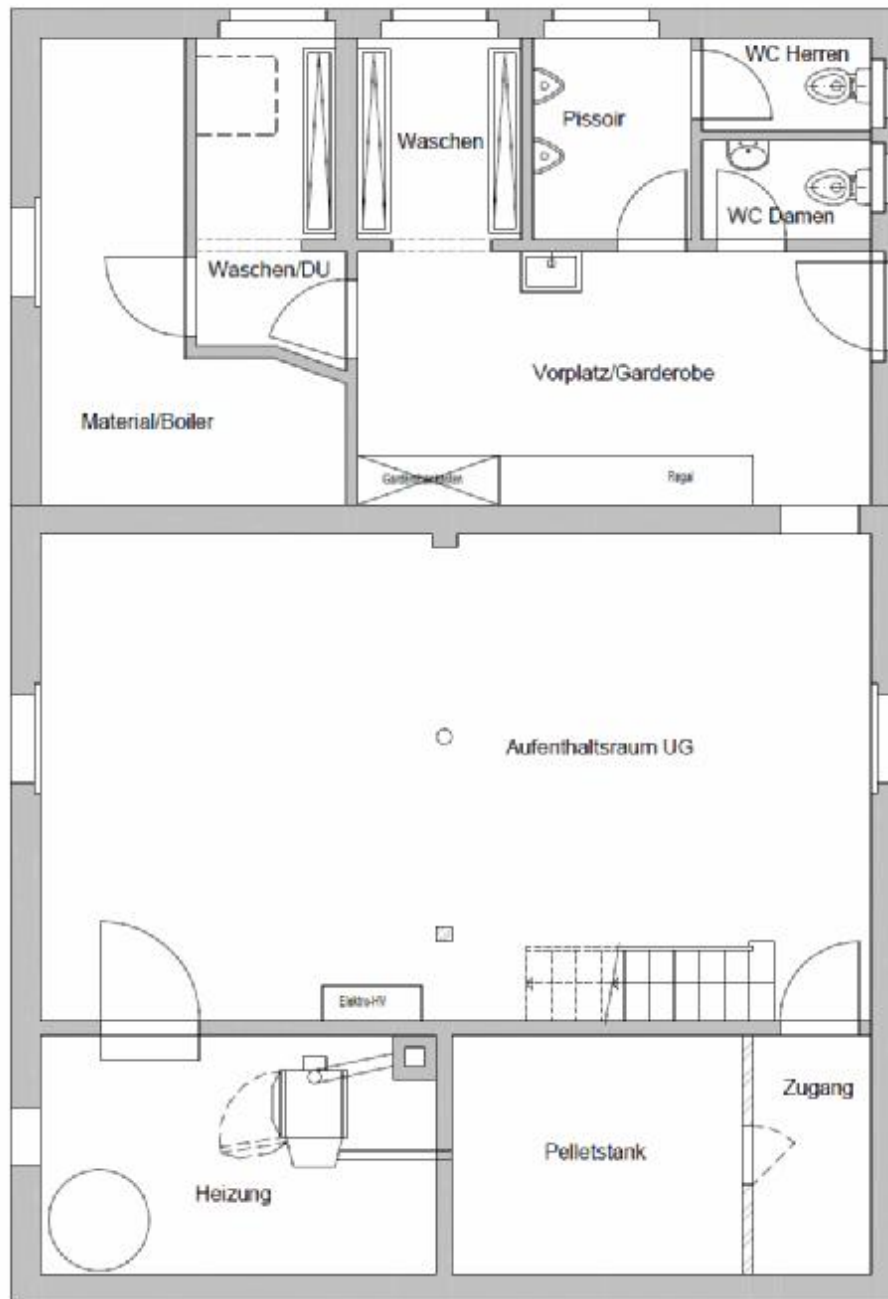 WC Herren
Pissoir
Waschen
WC Damen
Waschen/DU
Vorplatz/Garderobe
Material/Boiler
Regal
Aufenthaltsraum UG
Elektro-HV
Zugang
Pelletstank
Heizung